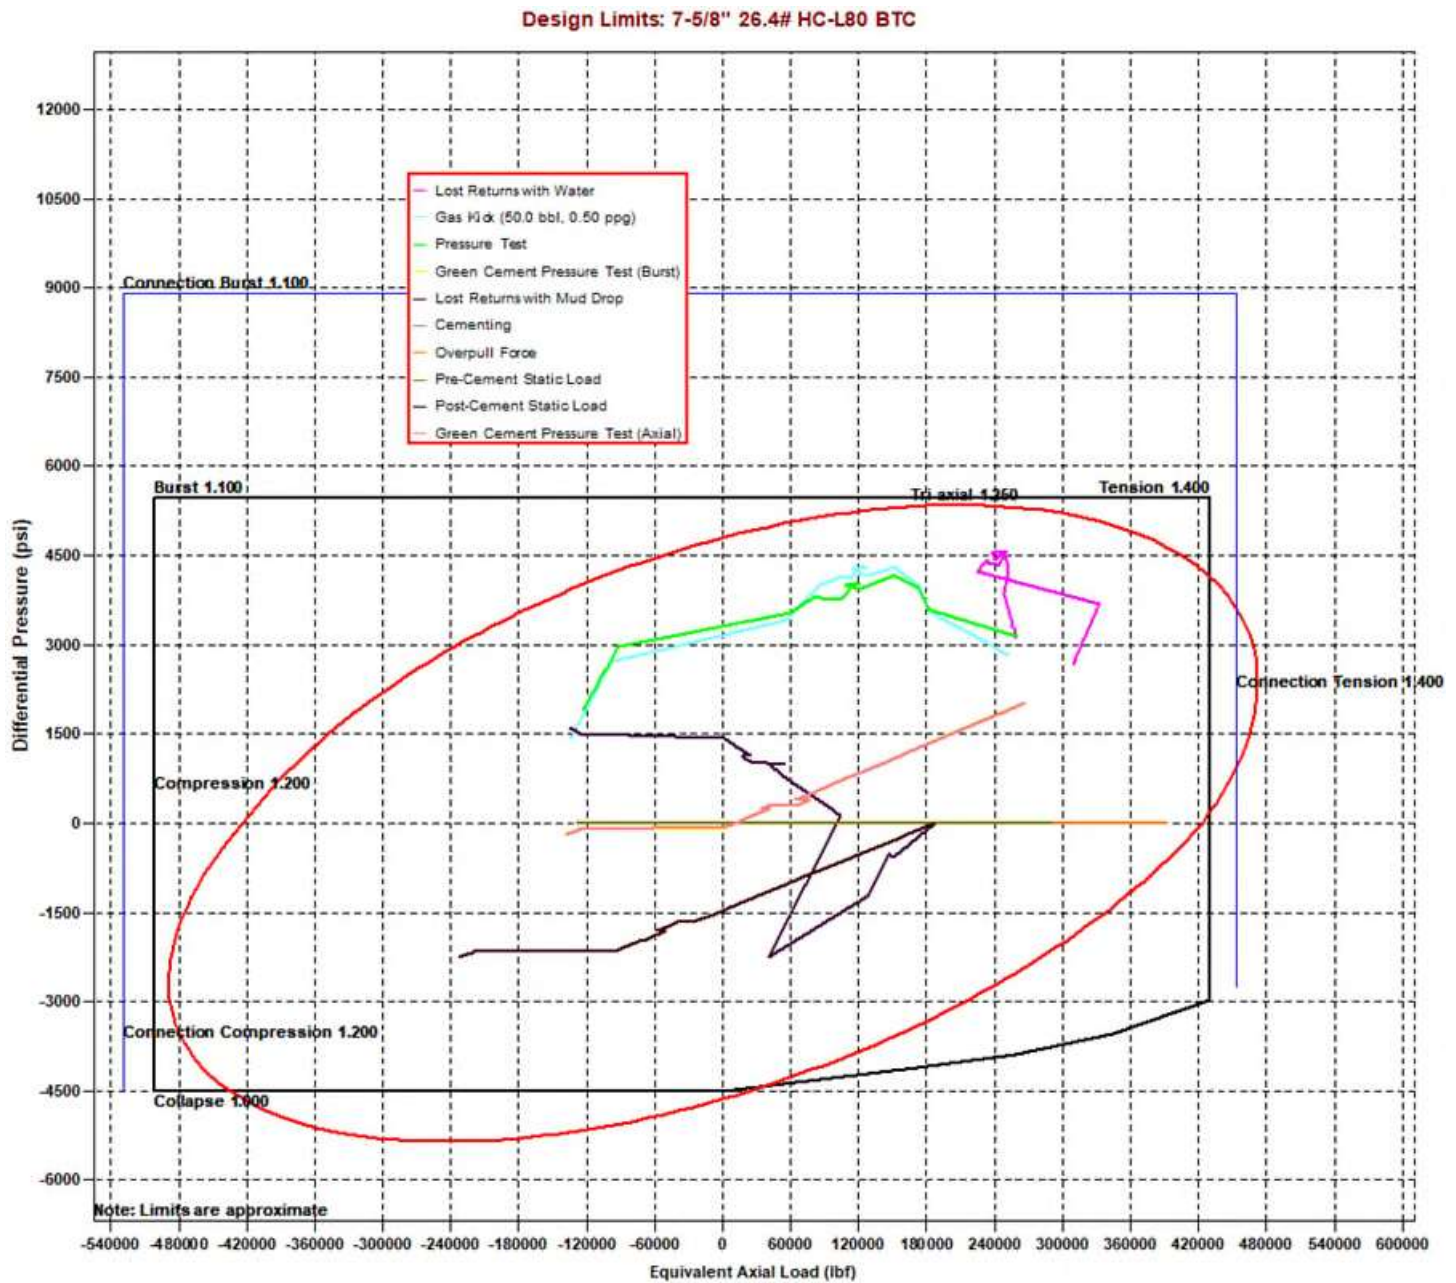 Design Limits: 7-5/8" 26.4# HC-L80 BTC
12000
10500
9000
7500
6000
4500
3000
1500
0
-1500
-3000
-4500
-6000
Differential Pressure (psi)
Lost Returns with Water
Gas Kick (50.0 bbl, 0.50 ppg)
Pressure Test
Green Cement Pressure Test (Burst)
Lost Returns with Mud Drop
Cementing
Overpull Force
Pre-Cement Static Load
Post-Cement Static Load
Green Cement Pressure Test (Axial)
Connection Burst 1.100
Burst 1.100
Tri axial 1.250
Tension 1.400
Connection Tension 1.400
Compression 1.200
Connection Compression 1.200
Collapse 1.000
Note: Limits are approximate
-540000 -480000 -420000 -360000 -300000 -240000 -180000 -120000 -60000 0 60000 120000 180000 240000 300000 360000 420000 480000 540000 600000
Equivalent Axial Load (lbf)